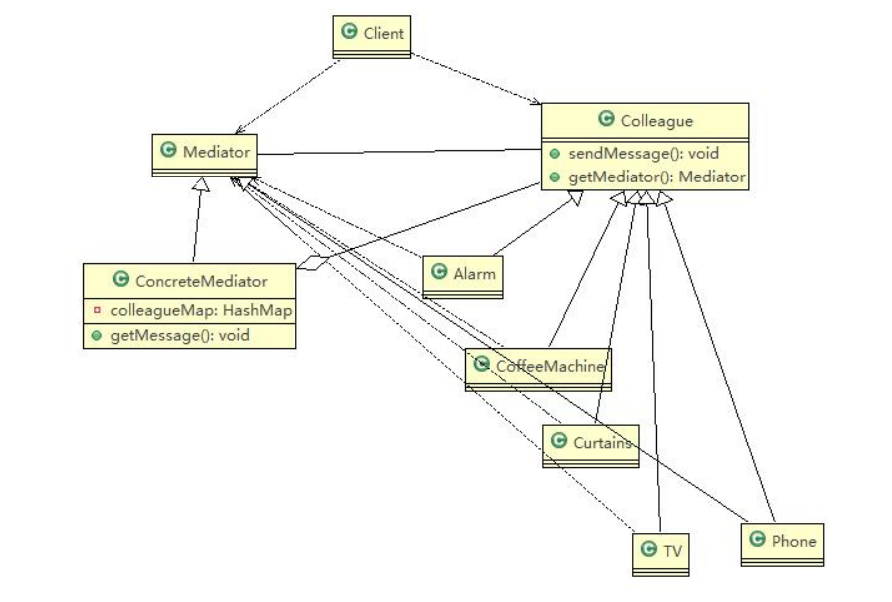 Client
Colleague
sendMessage(): void
getMediator(): Mediator
Mediator
ConcreteMediator
colleagueMap: HashMap
getMessage(): void
Alarm
CoffeeMachine
Curtains
TV
Phone